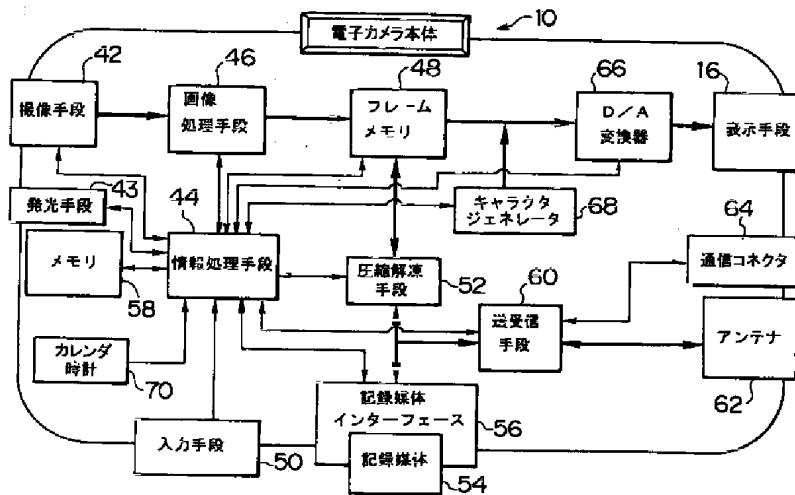 電子カメラ本体
10
42
46
48
66
16
撮像手段
画像
処理手段
フレーム
メモリ
D/A
変換器
表示手段
43
発光手段
44
キャラクタ
ジェネレータ
68
64
メモリ
情報処理手段
圧縮解凍
手段
52
60
通信コネクタ
58
送受信
手段
アンテナ
カレンダ
時計
70
62
記録媒体
インターフェース
56
入力手段
50
記録媒体
54